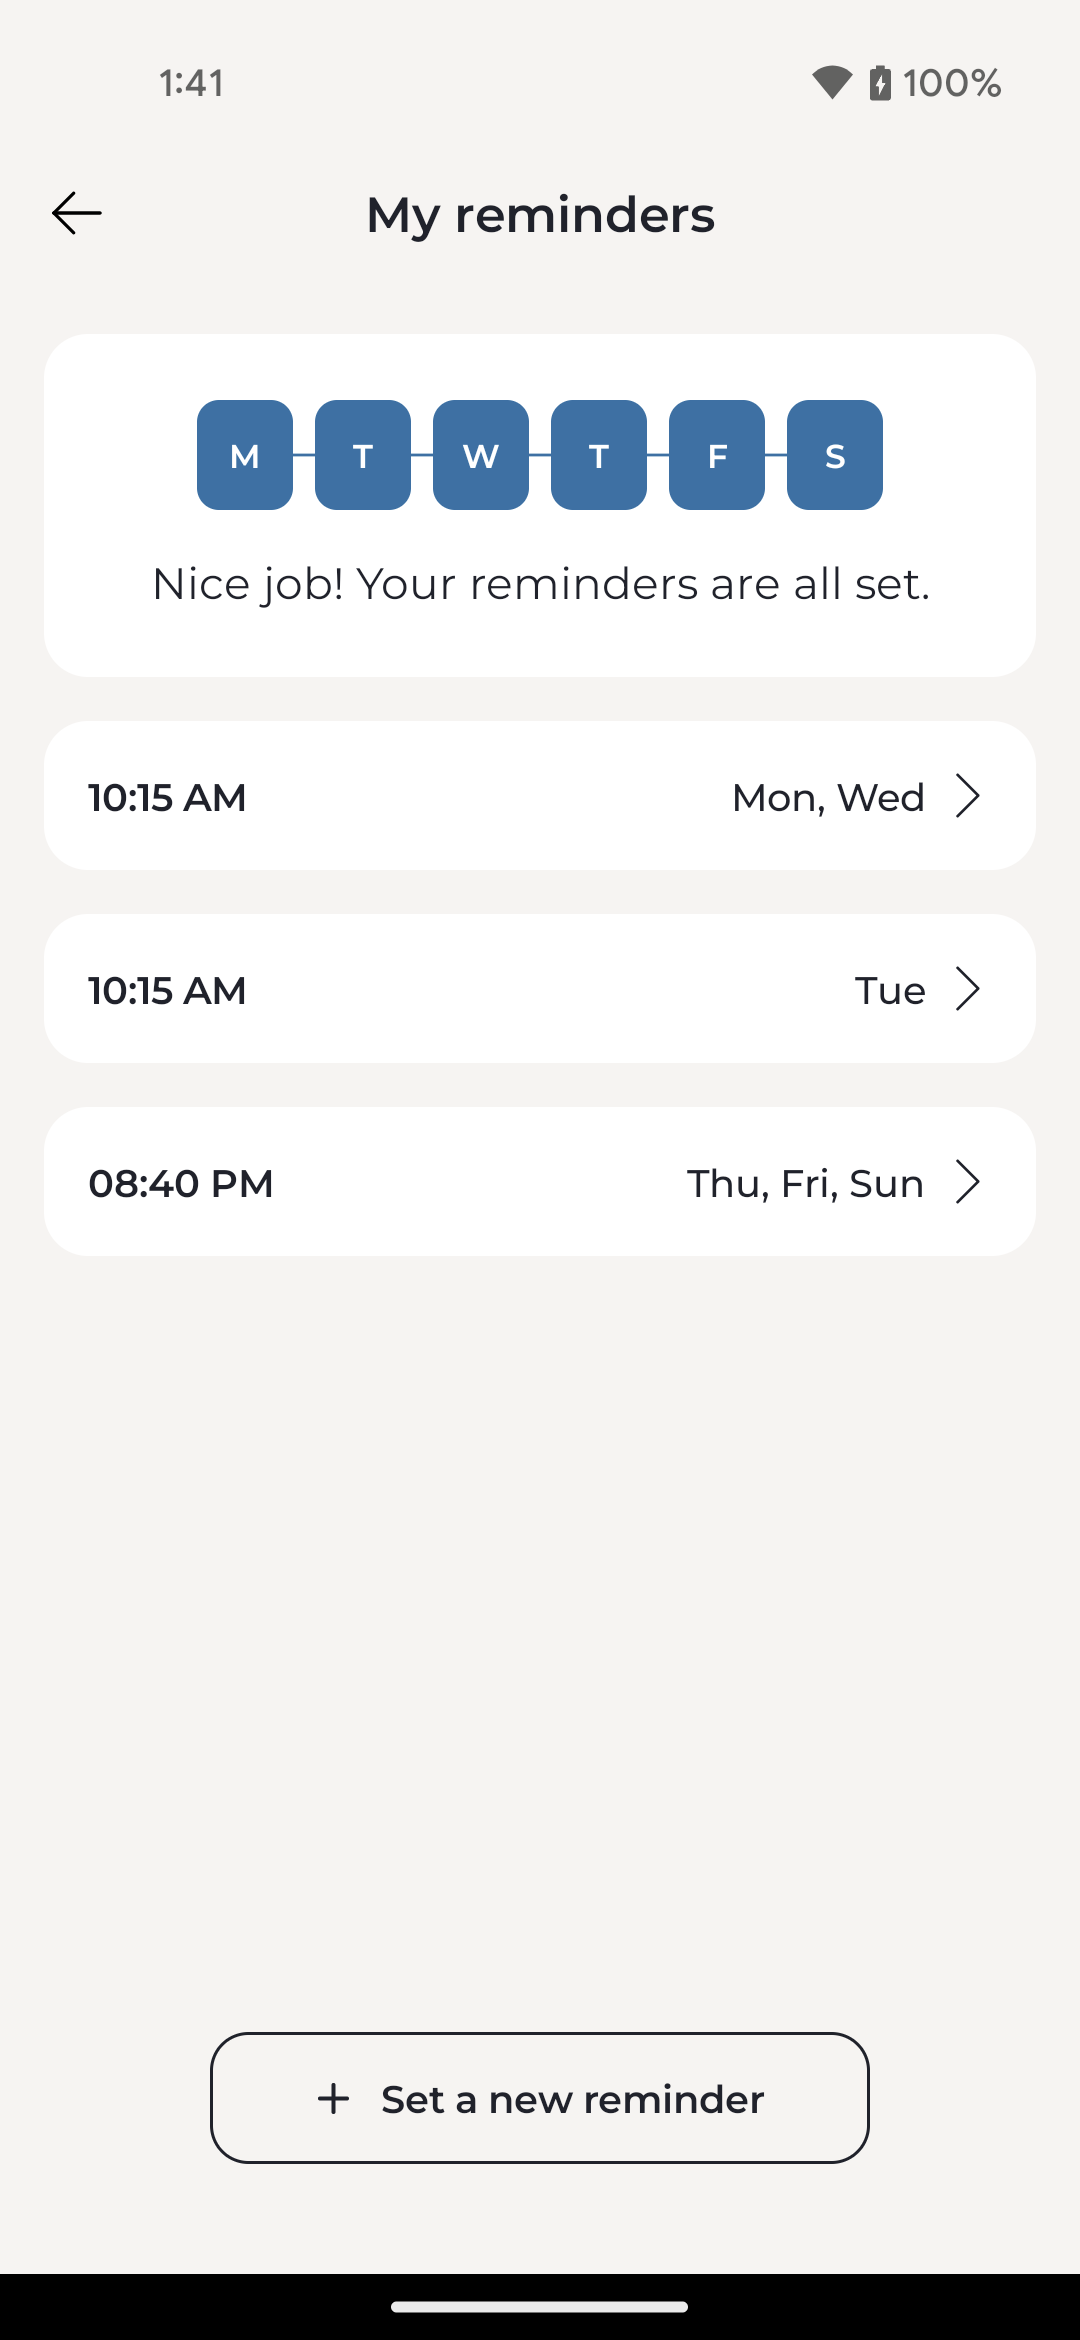 1:41 100%
My reminders
M T W T F S
Nice job! Your reminders are all set.
10:15 AM Mon, Wed
10:15 AM Tue
08:40 PM Thu, Fri, Sun
+ Set a new reminder